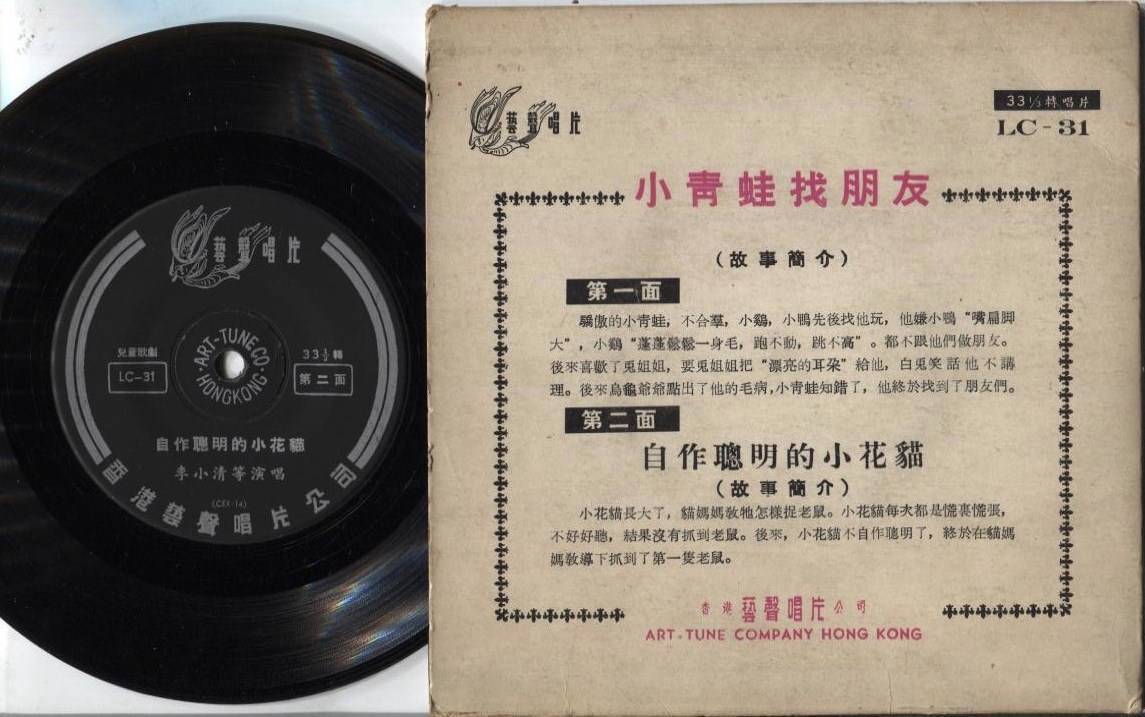 藝聲唱片
兒童歌劇
LC-31
ART-TUNE CO.
HONGKONG
33⅓轉
第二面
自作聰明的小花貓
李小清等演唱
(CEX-14)
香港藝聲唱片公司
藝聲唱片
33⅓轉唱片
LC-31
小青蛙找朋友
(故事簡介)
第一面
驕傲的小青蛙，不合羣，小鷄，小鴨先後找他玩，他嫌小鴨“嘴扁脚
大”，小鷄“蓬蓬鬆鬆一身毛，跑不動，跳不高”。都不跟他們做朋友。
後來喜歡了兎姐姐，要兎姐姐把“漂亮的耳朶”給他，白兎笑話他不講
理。後來烏龜爺爺點出了他的毛病，小青蛙知錯了，他終於找到了朋友們。
第二面
自作聰明的小花貓
(故事簡介)
小花貓長大了，貓媽媽敎牠怎樣捉老鼠。小花貓每次都是慌裏慌張，
不好好聽，結果沒有抓到老鼠。後來，小花貓不自作聰明了，終於在貓媽
媽敎導下抓到了第一隻老鼠。
香港藝聲唱片公司
ART-TUNE COMPANY HONG KONG